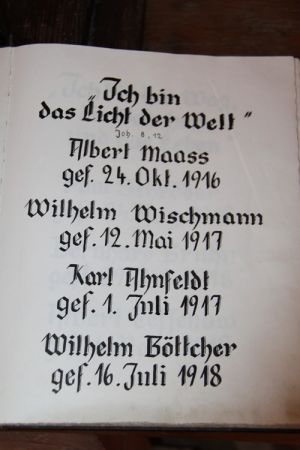 „Ich bin
das Licht der Welt"
Joh. 8,12
Albert Maass
gef. 24. Okt. 1916
Wilhelm Wischmann
gef. 12. Mai 1917
Karl Ahnfeldt
gef. 1. Juli 1917
Wilhelm Böttcher
gef. 16. Juli 1918